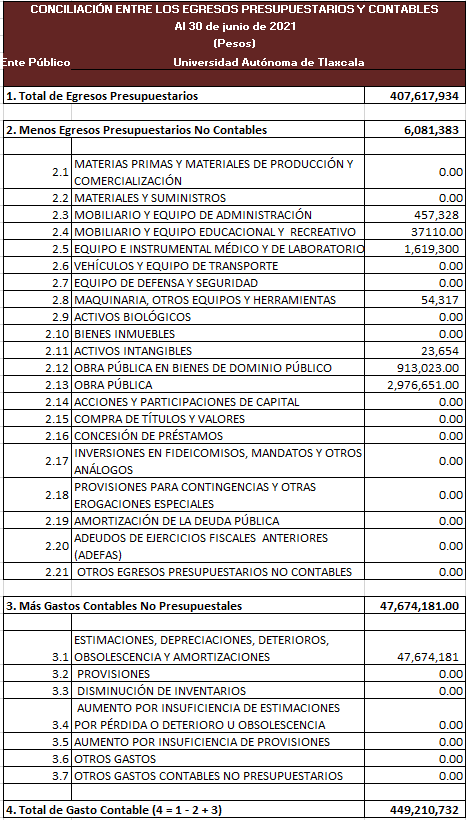 CONCILIACIÓN ENTRE LOS EGRESOS PRESUPUESTARIOS Y CONTABLES
Al 30 de junio de 2021
(Pesos)
Ente Público Universidad Autónoma de Tlaxcala
1. Total de Egresos Presupuestarios 407,617,934
2. Menos Egresos Presupuestarios No Contables 6,081,383
2.1 MATERIAS PRIMAS Y MATERIALES DE PRODUCCIÓN Y
COMERCIALIZACIÓN 0.00
2.2 MATERIALES Y SUMINISTROS 0.00
2.3 MOBILIARIO Y EQUIPO DE ADMINISTRACIÓN 457,328
2.4 MOBILIARIO Y EQUIPO EDUCACIONAL Y RECREATIVO 37110.00
2.5 EQUIPO E INSTRUMENTAL MÉDICO Y DE LABORATORIO 1,619,300
2.6 VEHÍCULOS Y EQUIPO DE TRANSPORTE 0.00
2.7 EQUIPO DE DEFENSA Y SEGURIDAD 0.00
2.8 MAQUINARIA, OTROS EQUIPOS Y HERRAMIENTAS 54,317
2.9 ACTIVOS BIOLÓGICOS 0.00
2.10 BIENES INMUEBLES 0.00
2.11 ACTIVOS INTANGIBLES 23,654
2.12 OBRA PÚBLICA EN BIENES DE DOMINIO PÚBLICO 913,023.00
2.13 OBRA PÚBLICA 2,976,651.00
2.14 ACCIONES Y PARTICIPACIONES DE CAPITAL 0.00
2.15 COMPRA DE TÍTULOS Y VALORES 0.00
2.16 CONCESIÓN DE PRÉSTAMOS 0.00
2.17 INVERSIONES EN FIDEICOMISOS, MANDATOS Y OTROS
ANÁLOGOS 0.00
2.18 PROVISIONES PARA CONTINGENCIAS Y OTRAS
EROGACIONES ESPECIALES 0.00
2.19 AMORTIZACIÓN DE LA DEUDA PÚBLICA 0.00
2.20 ADEUDOS DE EJERCICIOS FISCALES ANTERIORES
(ADEFAS) 0.00
2.21 OTROS EGRESOS PRESUPUESTARIOS NO CONTABLES 0.00
3. Más Gastos Contables No Presupuestales 47,674,181.00
ESTIMACIONES, DEPRECIACIONES, DETERIOROS,
3.1 OBSOLESCENCIA Y AMORTIZACIONES 47,674,181
3.2 PROVISIONES 0.00
3.3 DISMINUCIÓN DE INVENTARIOS 0.00
AUMENTO POR INSUFICIENCIA DE ESTIMACIONES
3.4 POR PÉRDIDA O DETERIORO U OBSOLESCENCIA 0.00
3.5 AUMENTO POR INSUFICIENCIA DE PROVISIONES 0.00
3.6 OTROS GASTOS 0.00
3.7 OTROS GASTOS CONTABLES NO PRESUPUESTARIOS 0.00
4. Total de Gasto Contable (4 = 1 - 2 + 3) 449,210,732